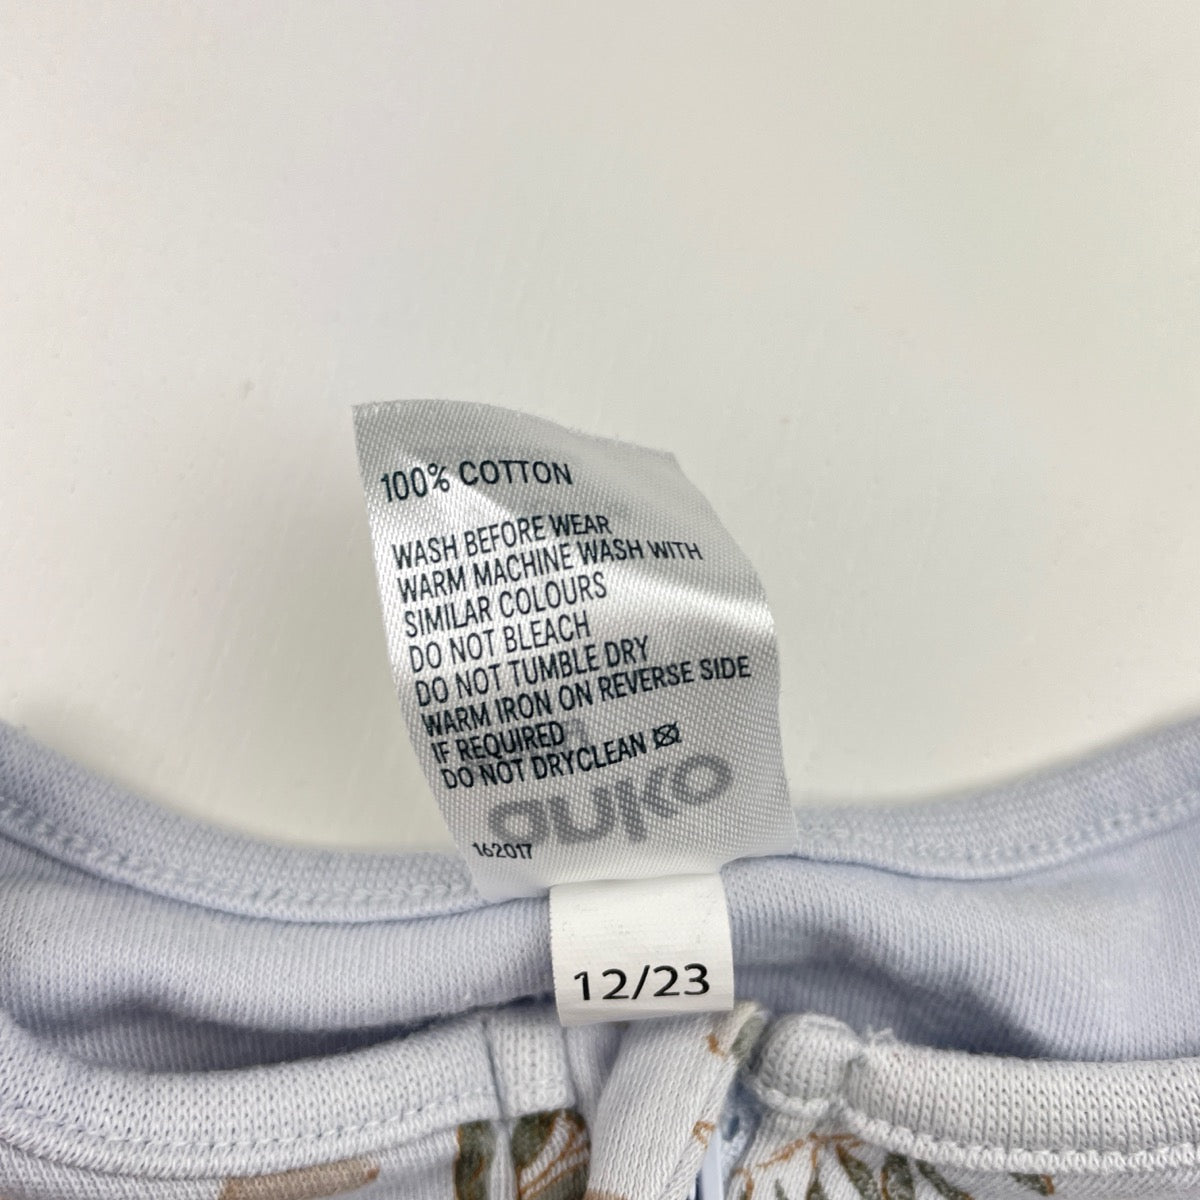 100% COTTON
WASH BEFORE WEAR
WARM MACHINE WASH WITH
SIMILAR COLOURS
DO NOT BLEACH
DO NOT TUMBLE DRY
WARM IRON ON REVERSE SIDE
IF REQUIRED
DO NOT DRYCLEAN
anko
162017
12/23